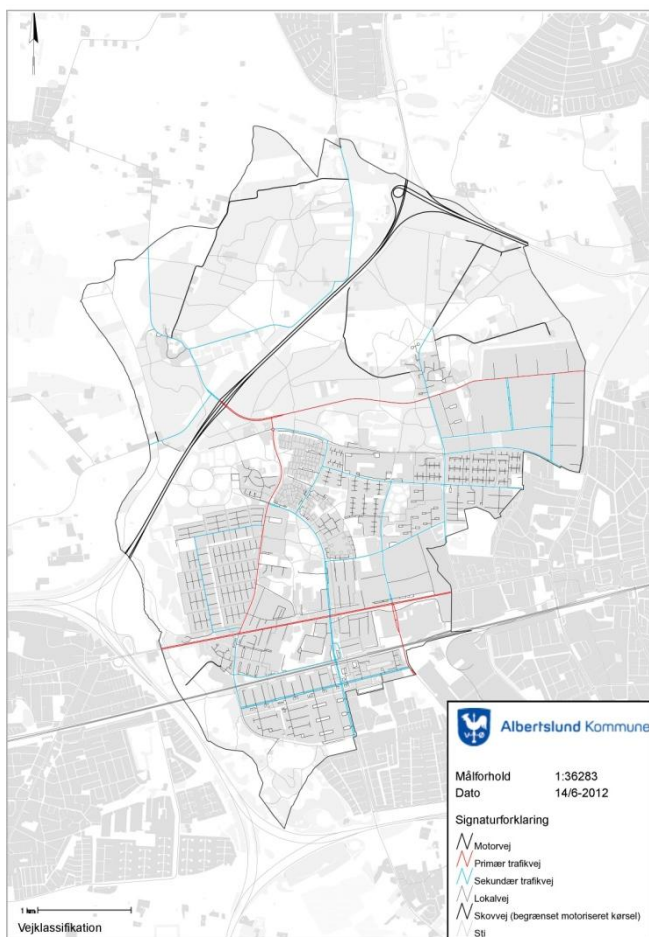 Albertslund Kommune
Målforhold 1:36283
Dato 14/6-2012
Signaturforklaring
Motorvej
Primær trafikvej
Sekundær trafikvej
Lokalvej
Skovvej (begrænset motoriseret kørsel)
Sti
1 km
Vejklassifikation